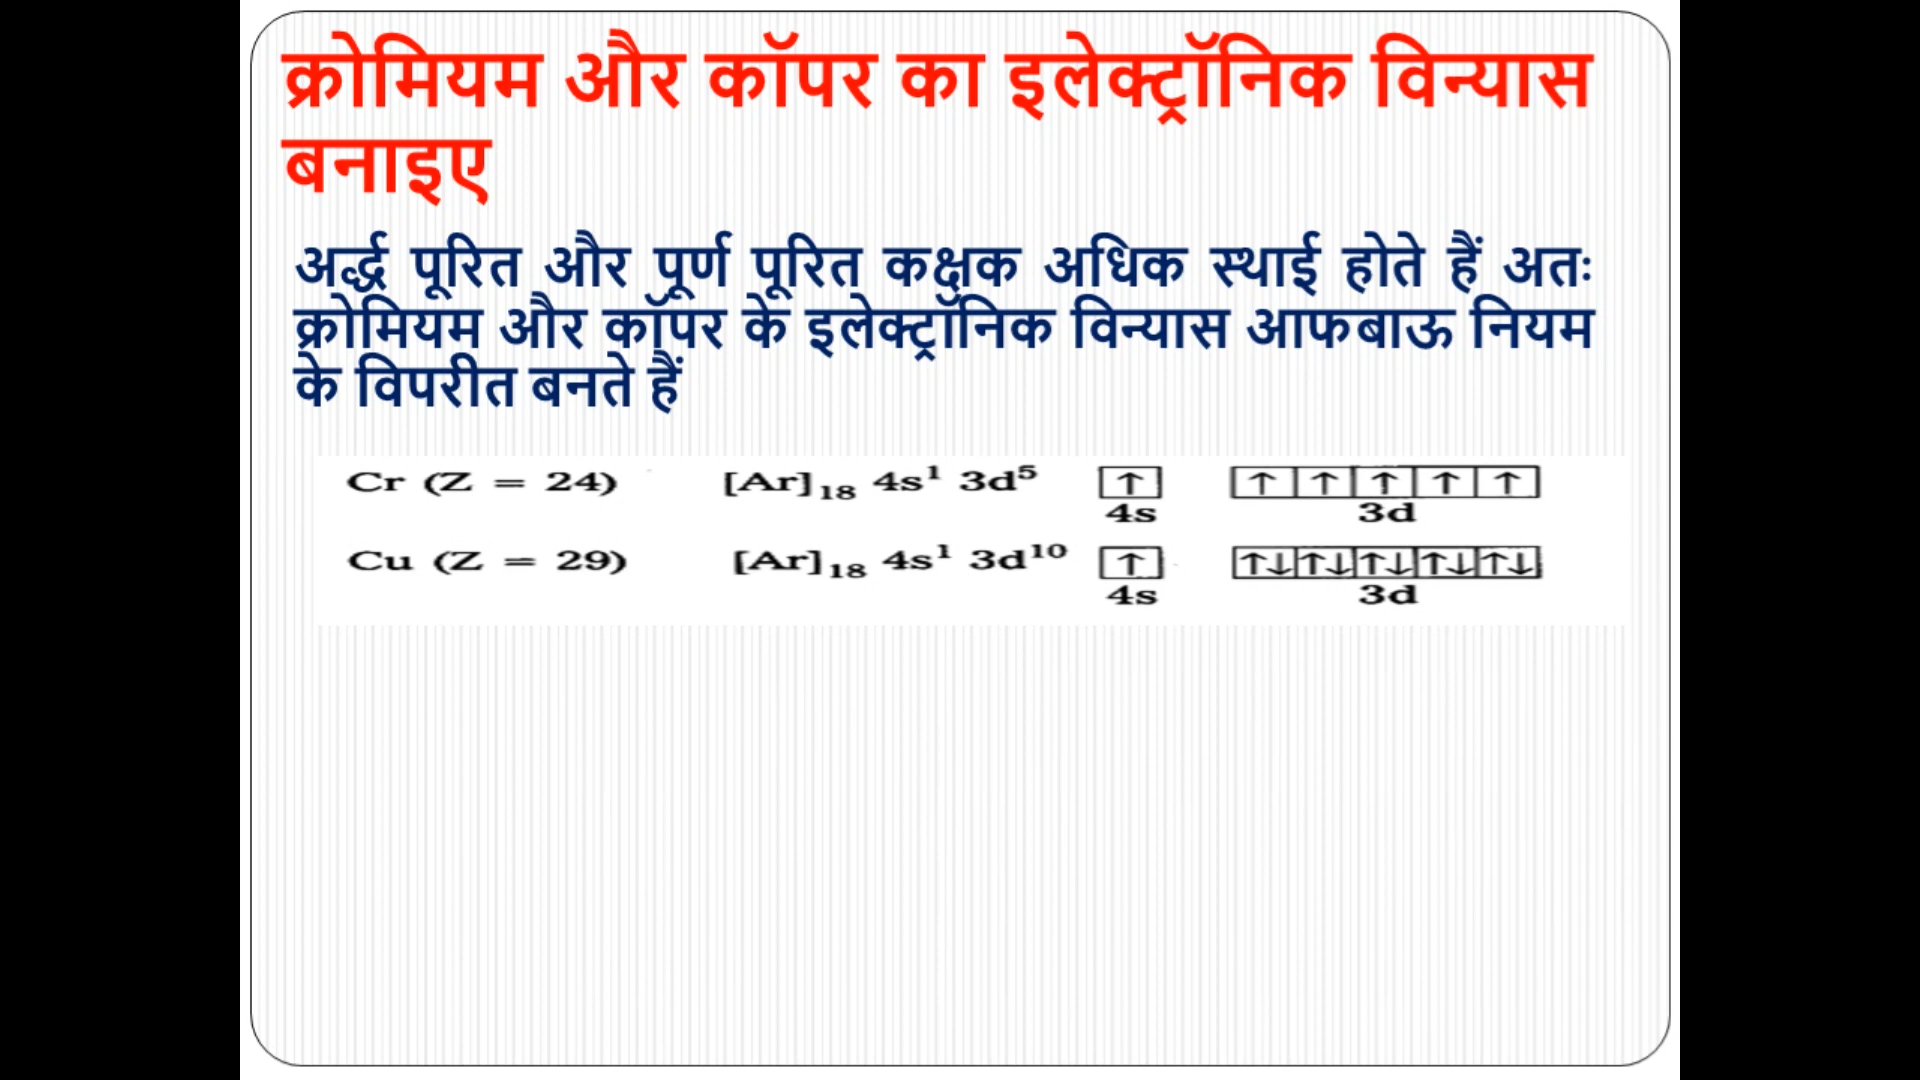 क्रोमियम और कॉपर का इलेक्ट्रॉनिक विन्यास
बनाइए
अर्द्ध पूरित और पूर्ण पूरित कक्षक अधिक स्थाई होते हैं अतः
क्रोमियम और कॉपर के इलेक्ट्रॉनिक विन्यास आफबाऊ नियम
के विपरीत बनते हैं
Cr (Z = 24) [Ar]₁₈ 4s¹ 3d⁵ ↑ ↑ ↑ ↑ ↑ ↑
4s 3d
Cu (Z = 29) [Ar]₁₈ 4s¹ 3d¹⁰ ↑ ↑↓ ↑↓ ↑↓ ↑↓ ↑↓
4s 3d